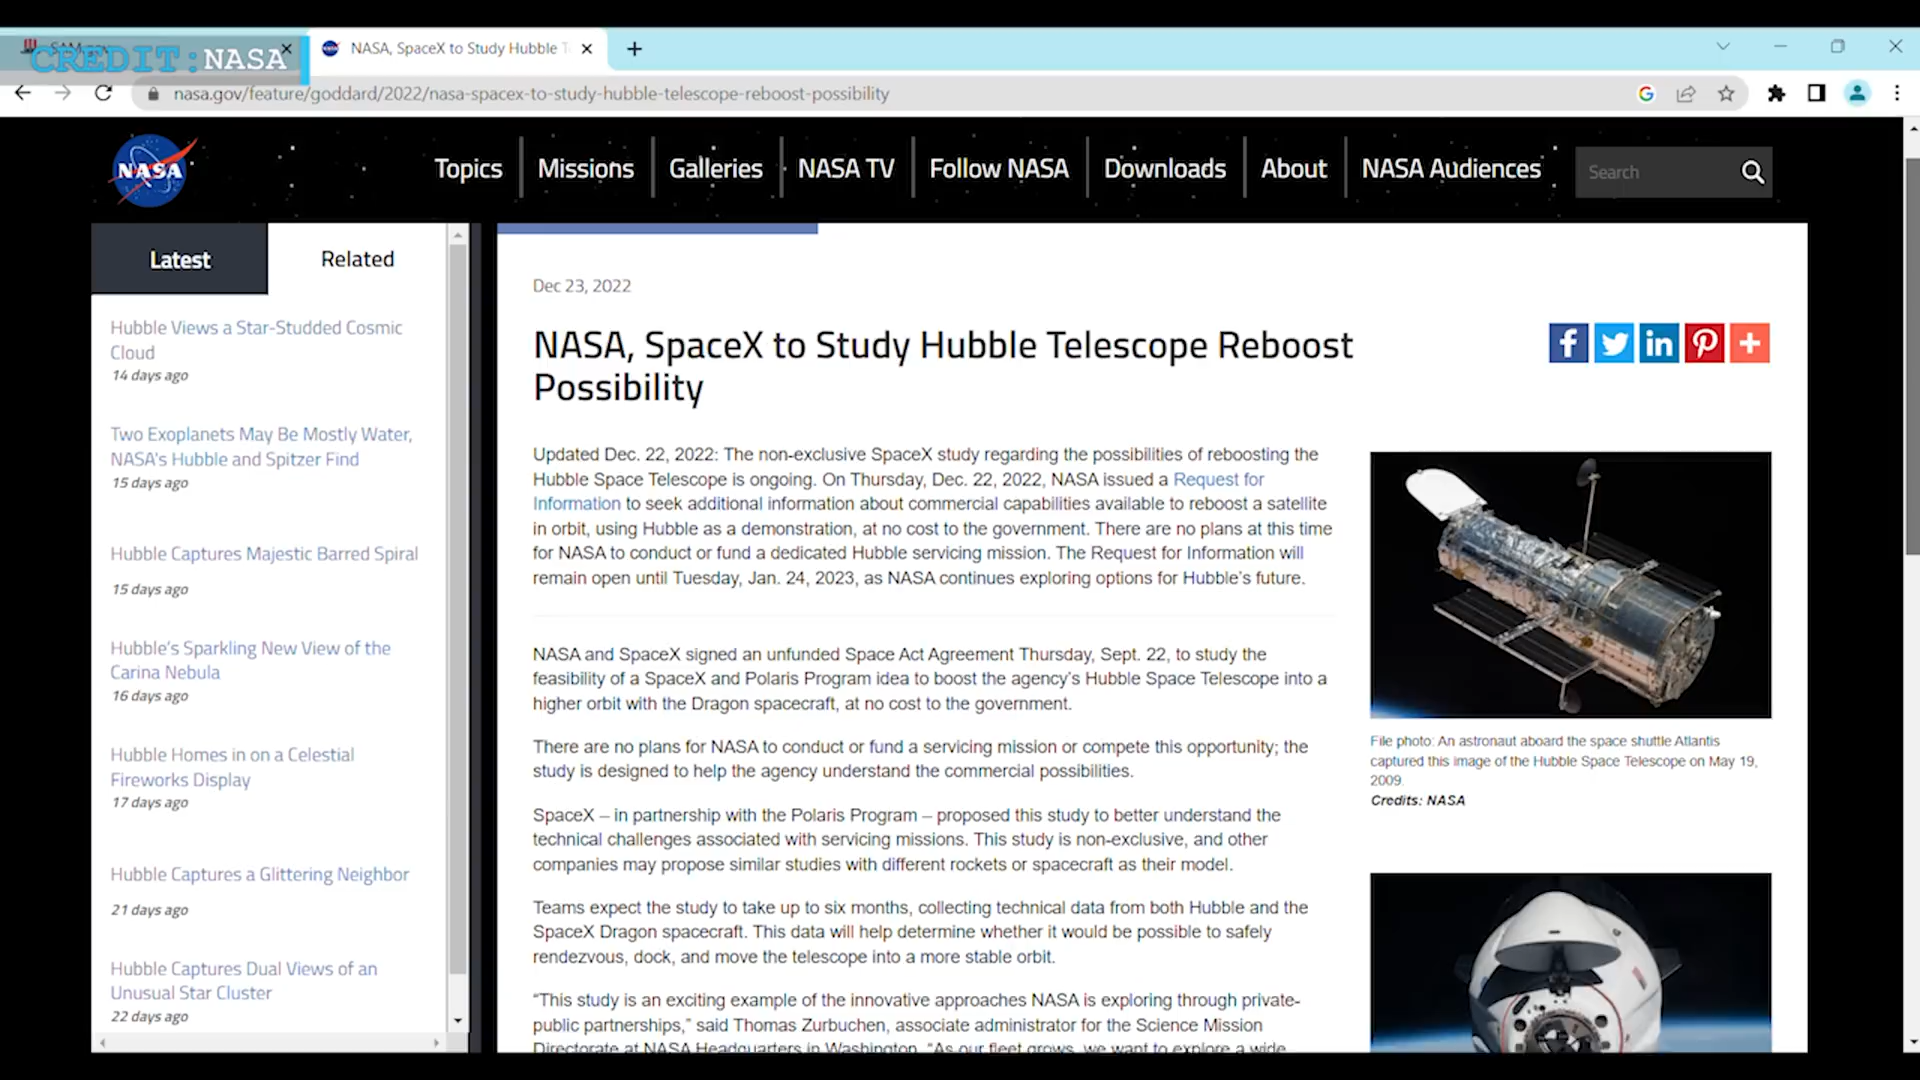 CREDIT:NASA
NASA, SpaceX to Study Hubble T
nasa.gov/feature/goddard/2022/nasa-spacex-to-study-hubble-telescope-reboost-possibility
NASA
Topics
Missions
Galleries
NASA TV
Follow NASA
Downloads
About
NASA Audiences
Search
Latest
Related
Hubble Views a Star-Studded Cosmic
Cloud
14 days ago
Two Exoplanets May Be Mostly Water,
NASA's Hubble and Spitzer Find
15 days ago
Hubble Captures Majestic Barred Spiral
15 days ago
Hubble's Sparkling New View of the
Carina Nebula
16 days ago
Hubble Homes in on a Celestial
Fireworks Display
17 days ago
Hubble Captures a Glittering Neighbor
21 days ago
Hubble Captures Dual Views of an
Unusual Star Cluster
22 days ago
Dec 23, 2022
NASA, SpaceX to Study Hubble Telescope Reboost
Possibility
Updated Dec. 22, 2022: The non-exclusive SpaceX study regarding the possibilities of reboosting the
Hubble Space Telescope is ongoing. On Thursday, Dec. 22, 2022, NASA issued a Request for
Information to seek additional information about commercial capabilities available to reboost a satellite
in orbit, using Hubble as a demonstration, at no cost to the government. There are no plans at this time
for NASA to conduct or fund a dedicated Hubble servicing mission. The Request for Information will
remain open until Tuesday, Jan. 24, 2023, as NASA continues exploring options for Hubble's future.
NASA and SpaceX signed an unfunded Space Act Agreement Thursday, Sept. 22, to study the
feasibility of a SpaceX and Polaris Program idea to boost the agency's Hubble Space Telescope into a
higher orbit with the Dragon spacecraft, at no cost to the government.
There are no plans for NASA to conduct or fund a servicing mission or compete this opportunity; the
study is designed to help the agency understand the commercial possibilities.
SpaceX – in partnership with the Polaris Program – proposed this study to better understand the
technical challenges associated with servicing missions. This study is non-exclusive, and other
companies may propose similar studies with different rockets or spacecraft as their model.
Teams expect the study to take up to six months, collecting technical data from both Hubble and the
SpaceX Dragon spacecraft. This data will help determine whether it would be possible to safely
rendezvous, dock, and move the telescope into a more stable orbit.
“This study is an exciting example of the innovative approaches NASA is exploring through private-
public partnerships,” said Thomas Zurbuchen, associate administrator for the Science Mission
Directorate at NASA Headquarters in Washington. “As our fleet grows, we want to explore a wide
File photo: An astronaut aboard the space shuttle Atlantis
captured this image of the Hubble Space Telescope on May 19,
2009.
Credits: NASA